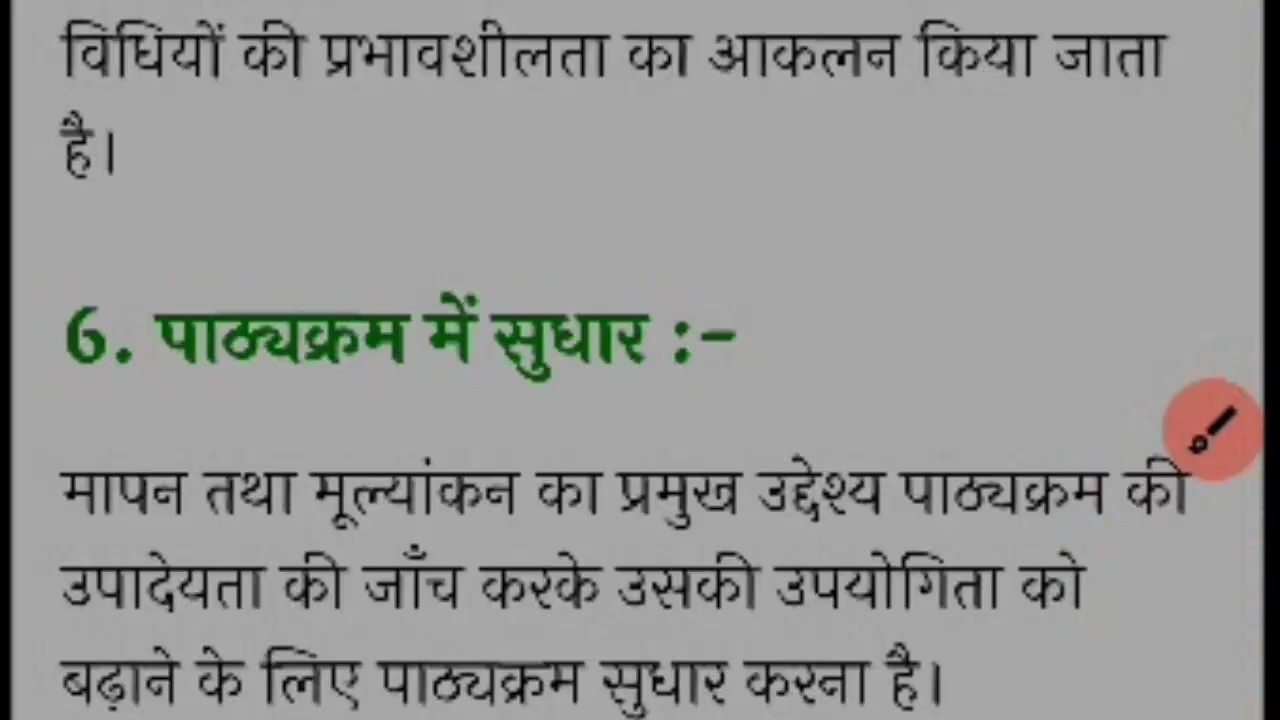 विधियों की प्रभावशीलता का आकलन किया जाता
है।
6. पाठ्यक्रम में सुधार :-
मापन तथा मूल्यांकन का प्रमुख उद्देश्य पाठ्यक्रम की
उपादेयता की जाँच करके उसकी उपयोगिता को
बढ़ाने के लिए पाठ्यक्रम सुधार करना है।